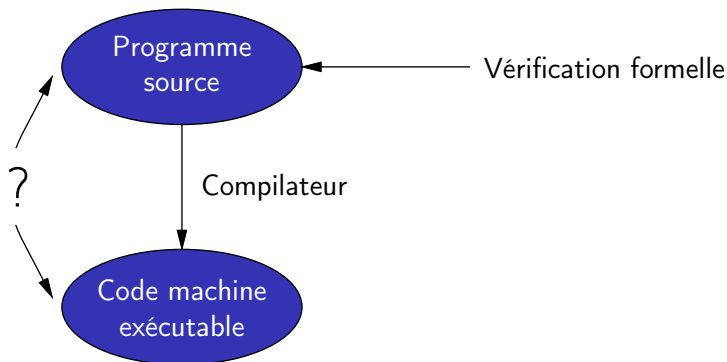 Programme
source
Vérification formelle
Compilateur
?
Code machine
exécutable